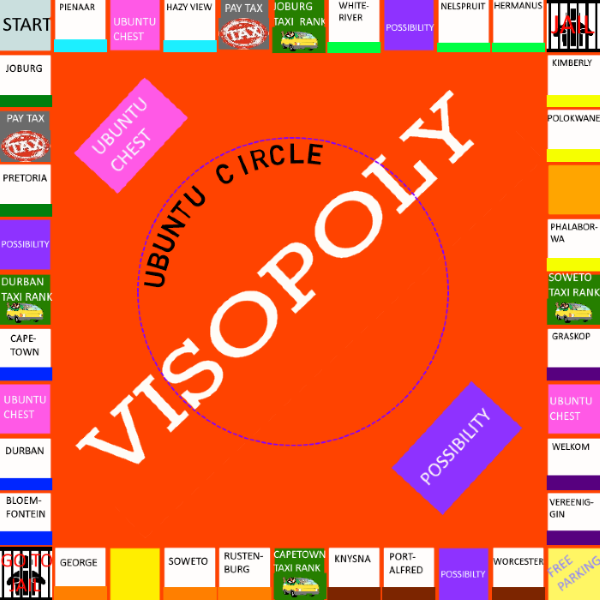 START
PIENAAR
UBUNTU
CHEST
HAZY VIEW
PAY TAX
TAX
JOBURG
TAXI RANK
WHITE-
RIVER
POSSIBILITY
NELSPRUIT
HERMANUS
JAIL
KIMBERLY
POLOKWANE
PHALABOR-
WA
SOWETO
TAXI RANK
GRASKOP
UBUNTU
CHEST
WELKOM
VEREENIG-
GIN
FREE
PARKING
WORCESTER
POSSIBILTY
PORT-
ALFRED
KNYSNA
CAPETOWN
TAXI RANK
RUSTEN-
BURG
SOWETO
GEORGE
GO TO
JAIL
BLOEM-
FONTEIN
DURBAN
UBUNTU
CHEST
CAPE-
TOWN
DURBAN
TAXI RANK
POSSIBILITY
PRETORIA
PAY TAX
TAX
JOBURG
UBUNTU
CHEST
UBUNTU CIRCLE
VISOPOLY
POSSIBILITY